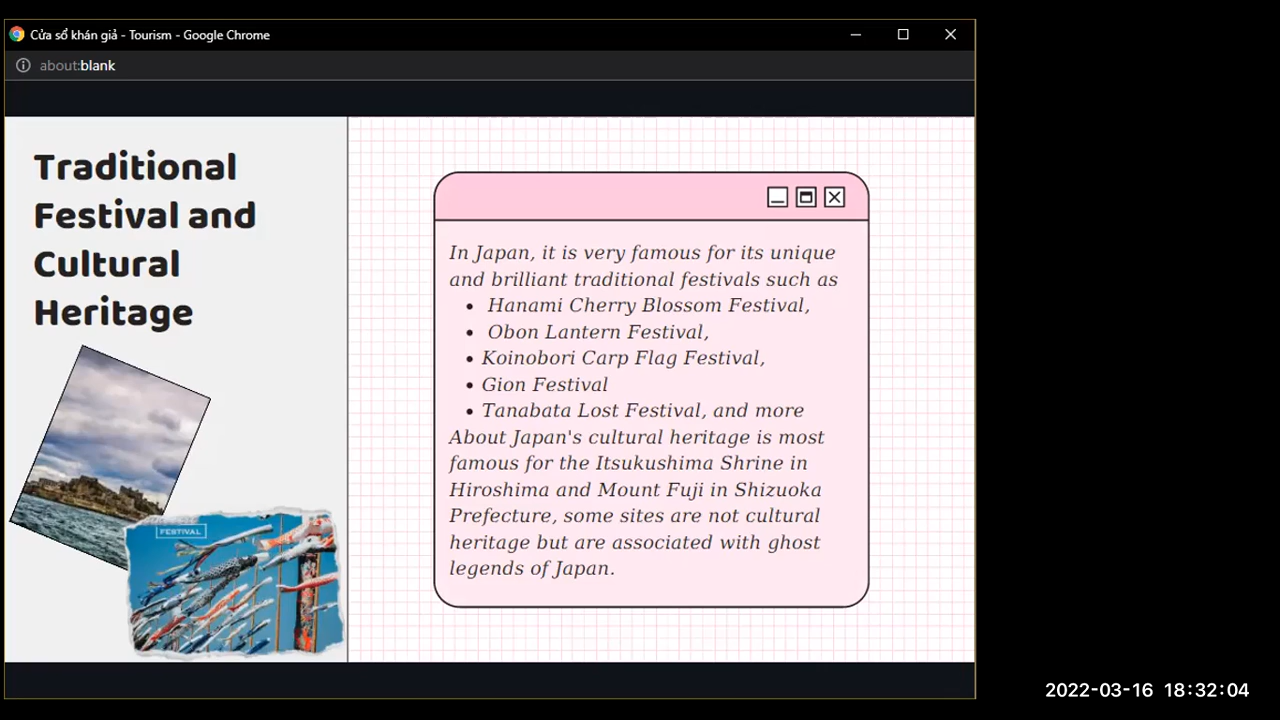 Cửa sổ khán giả - Tourism - Google Chrome
about:blank
Traditional
Festival and
Cultural
Heritage
FESTIVAL
In Japan, it is very famous for its unique
and brilliant traditional festivals such as
• Hanami Cherry Blossom Festival,
• Obon Lantern Festival,
• Koinobori Carp Flag Festival,
• Gion Festival
• Tanabata Lost Festival, and more
About Japan's cultural heritage is most
famous for the Itsukushima Shrine in
Hiroshima and Mount Fuji in Shizuoka
Prefecture, some sites are not cultural
heritage but are associated with ghost
legends of Japan.
2022-03-16 18:32:04